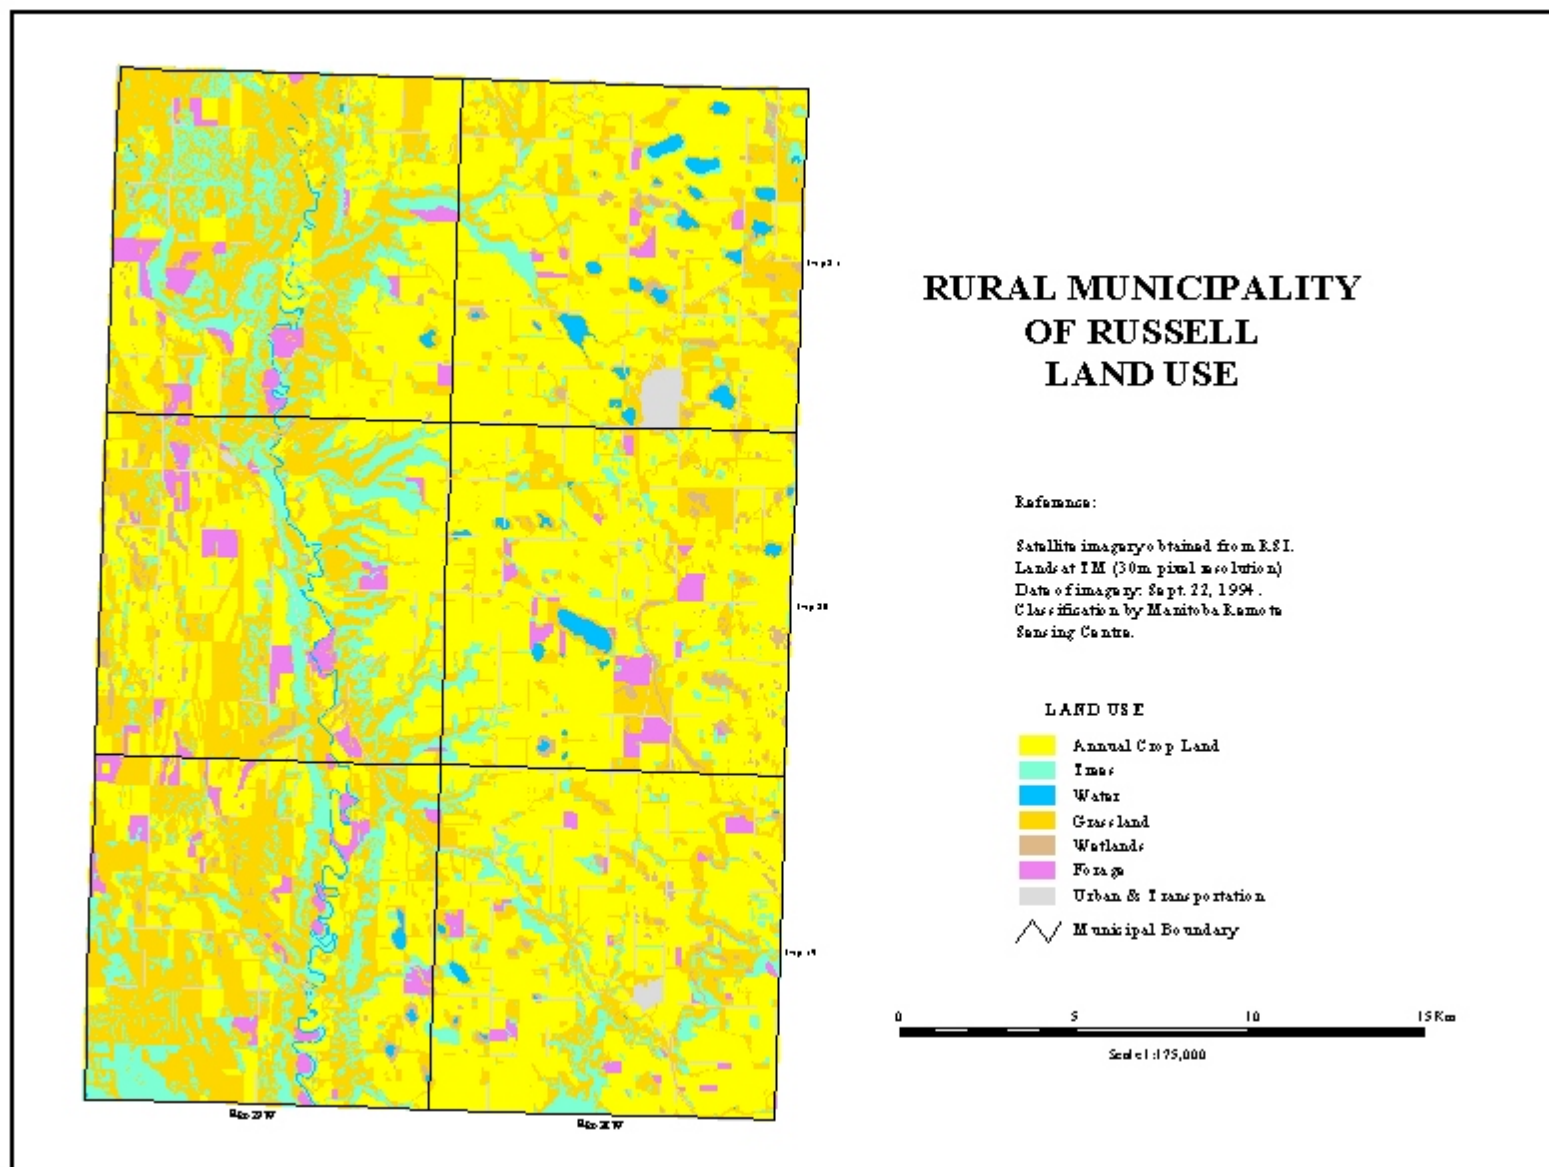 RURAL MUNICIPALITY
OF RUSSELL
LAND USE
Reference:
Satellite imagery obtained from RSI.
Landsat TM (30m pixel resolution)
Date of imagery: Sept. 22, 1994.
Classification by Manitoba Remote
Sensing Centre.
LAND USE
Annual Crop Land
Trees
Water
Grassland
Wetlands
Forage
Urban & Transportation
Municipal Boundary
0 5 10 15 Km
Scale 1:175,000